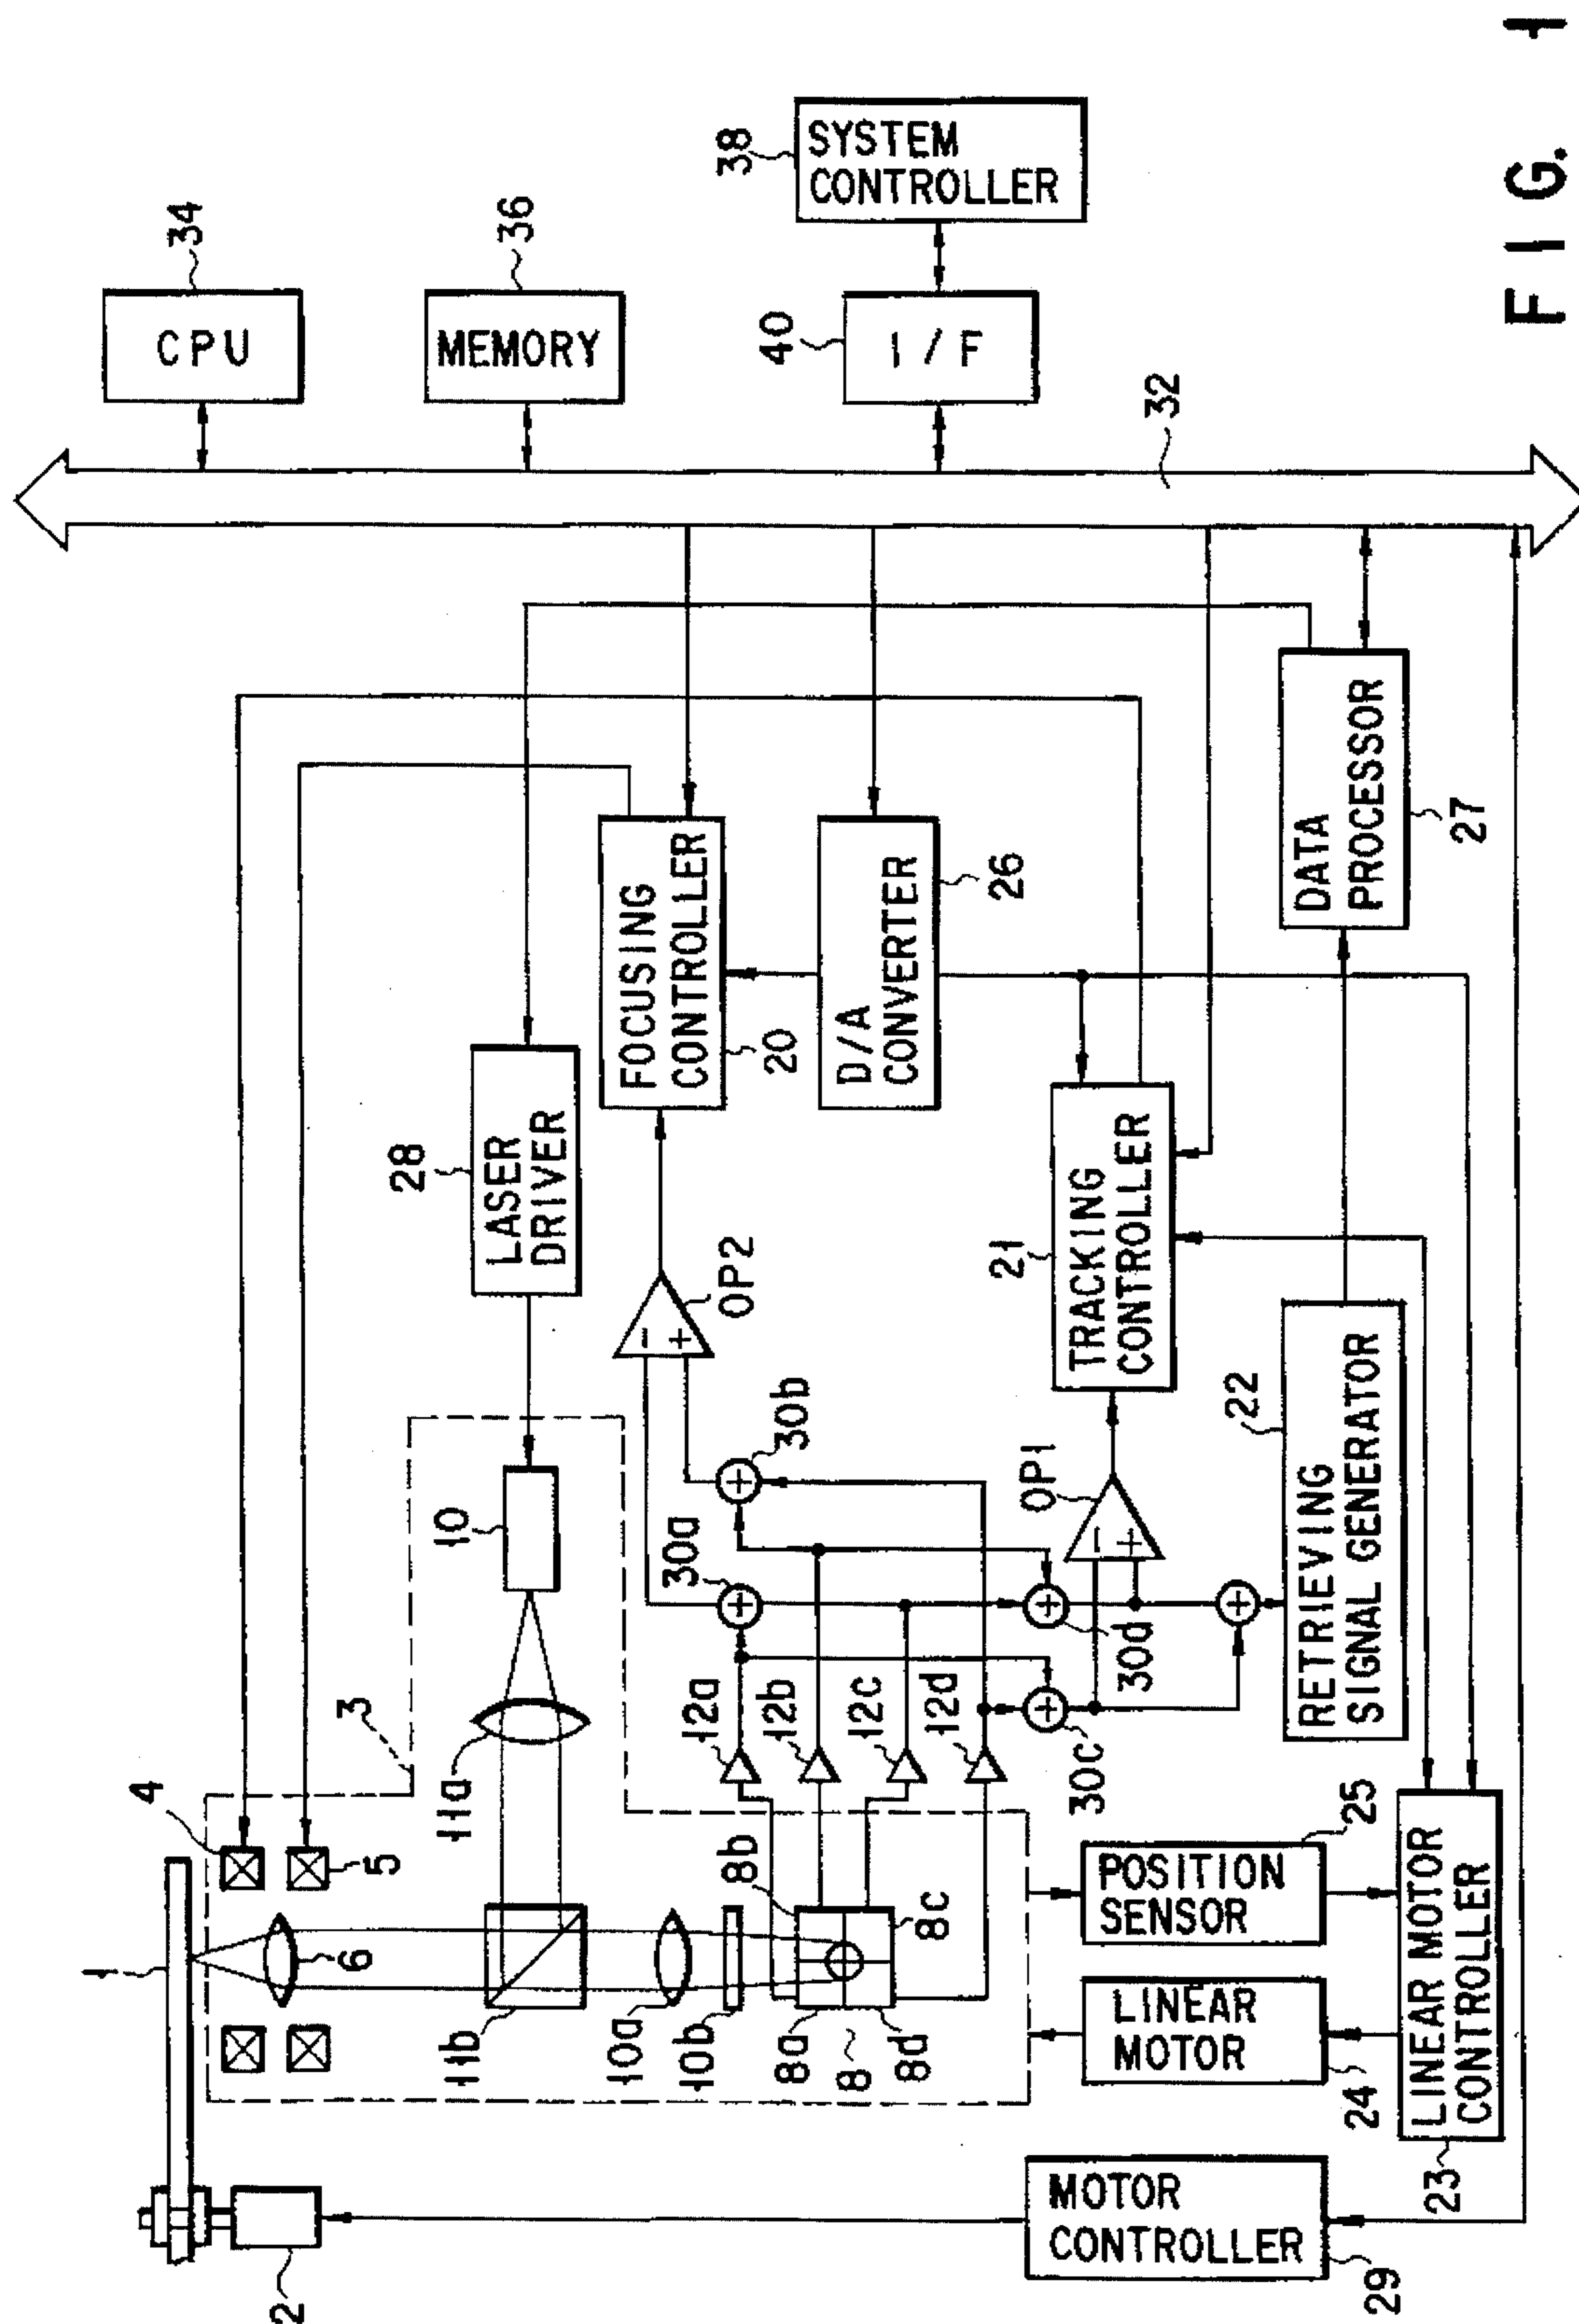 FIG. 1
CPU
34
MEMORY
36
I/F
40
SYSTEM
CONTROLLER
38
32
LASER
DRIVER
28
FOCUSING
CONTROLLER
20
D/A
CONVERTER
26
DATA
PROCESSOR
27
TRACKING
CONTROLLER
21
RETRIEVING
SIGNAL GENERATOR
22
OP2
OP1
-
+
-
+
30a
30b
30c
30d
+
+
+
+
+
12a
12b
12c
12d
10
11a
11b
10a
10b
8a
8b
8c
8d
8
1
2
3
4
5
6
POSITION
SENSOR
25
LINEAR
MOTOR
24
LINEAR MOTOR
CONTROLLER
23
MOTOR
CONTROLLER
29